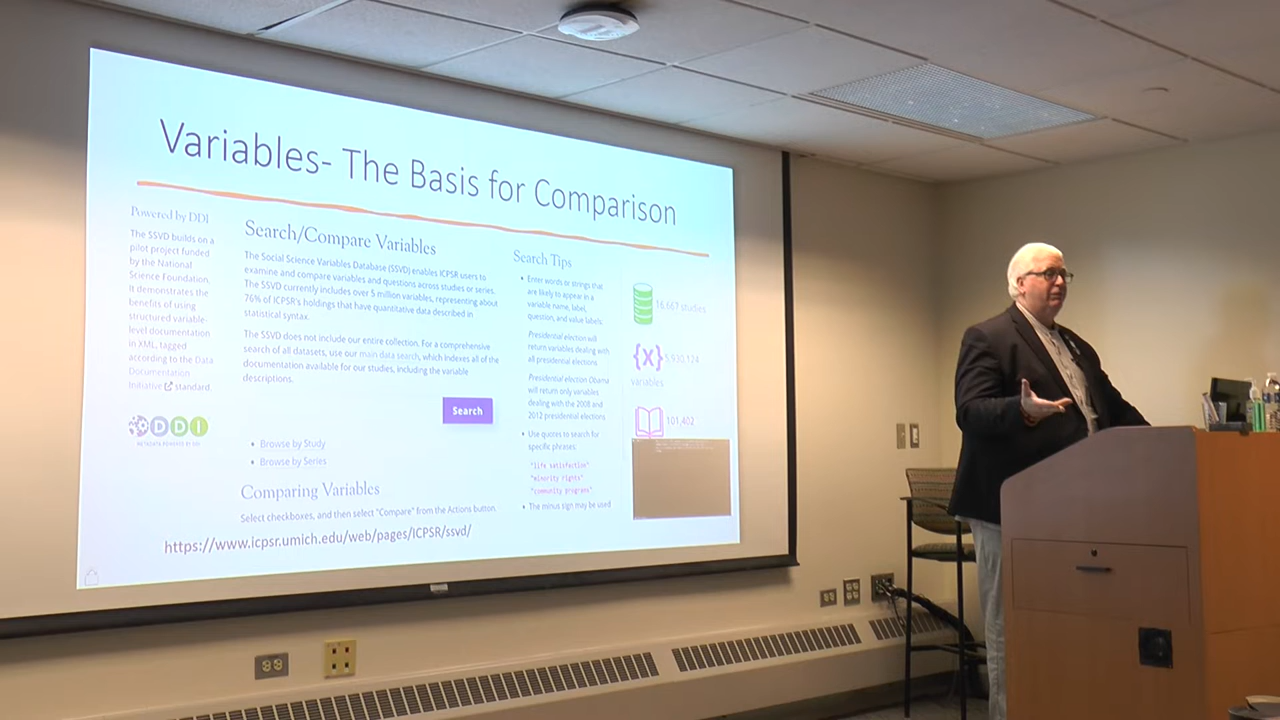 Variables- The Basis for Comparison
Powered by DDI
The SSVD builds on a
pilot project funded
by the National
Science Foundation.
It demonstrates the
benefits of using
structured variable-
level documentation
in XML, tagged
according to the Data
Documentation
Initiative standard.
DDI
Search/Compare Variables
The Social Science Variables Database (SSVD) enables ICPSR users to
examine and compare variables and questions across studies or series.
The SSVD currently includes over 5 million variables, representing about
76% of ICPSR's holdings that have quantitative data described in
statistical syntax.
The SSVD does not include our entire collection. For a comprehensive
search of all datasets, use our main data search, which indexes all of the
documentation available for our studies, including the variable
descriptions.
Search
• Browse by Study
• Browse by Series
Comparing Variables
Select checkboxes, and then select "Compare" from the Actions button.
Search Tips
• Enter words or strings that
are likely to appear in a
variable name, label,
question, and value labels.
Presidential election will
return variables dealing with
all presidential elections
Presidential election Obama
will return only variables
dealing with the 2008 and
2012 presidential elections
• Use quotes to search for
specific phrases:
"life satisfaction"
"minority rights"
"community programs"
• The minus sign may be used
16,667 studies
{x} 5,930,124
variables
101,402
https://www.icpsr.umich.edu/web/pages/ICPSR/ssvd/